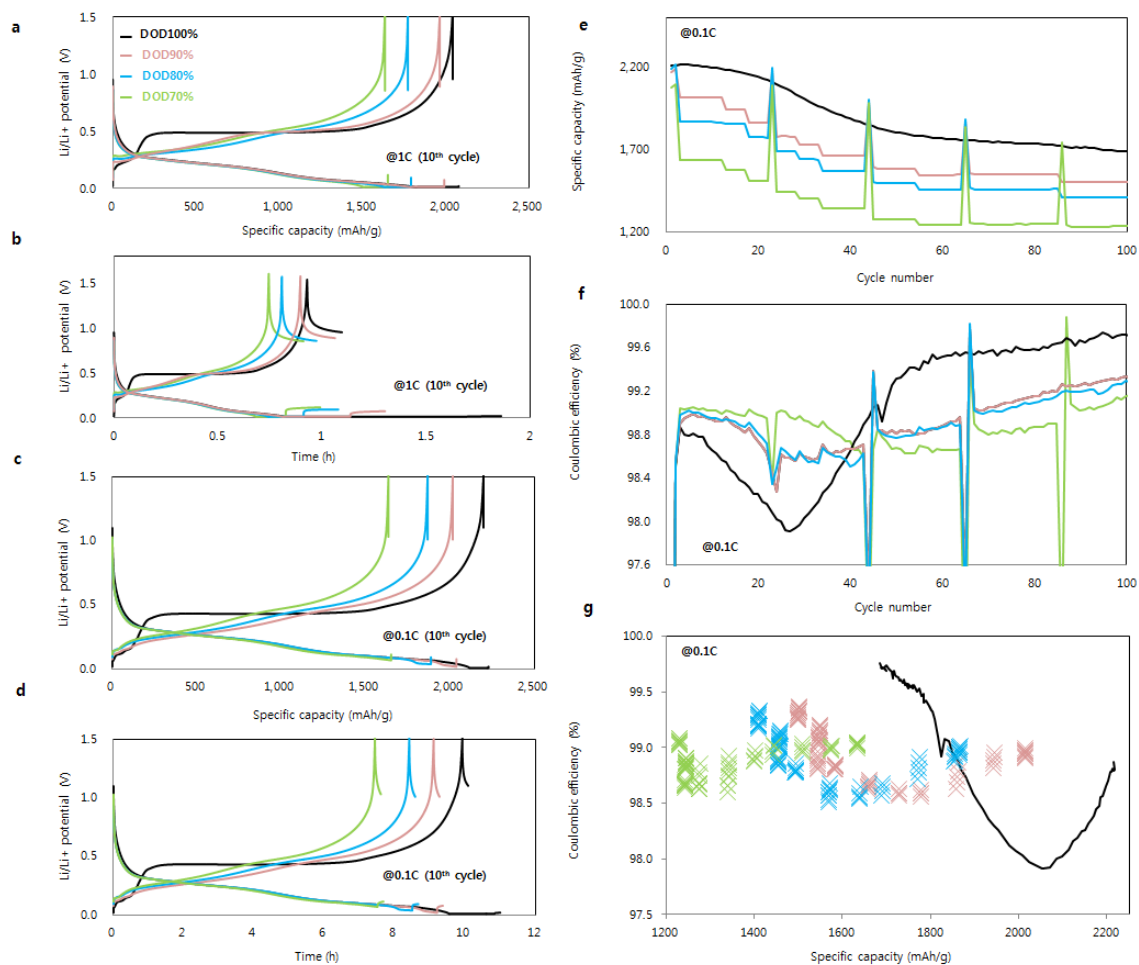 a
Li/Li+ potential (V)
1.5
1.0
0.5
0.0
DOD100%
DOD90%
DOD80%
DOD70%
@1C (10th cycle)
0
500
1,000
1,500
2,000
2,500
Specific capacity (mAh/g)
b
Li/Li+ potential (V)
1.5
1.0
0.5
0.0
@1C (10th cycle)
0
0.5
1
1.5
2
Time (h)
c
Li/Li+ potential (V)
1.5
1.0
0.5
0.0
@0.1C (10th cycle)
0
500
1,000
1,500
2,000
2,500
Specific capacity (mAh/g)
d
Li/Li+ potential (V)
1.5
1.0
0.5
0.0
@0.1C (10th cycle)
0
2
4
6
8
10
12
Time (h)
e
Specific capacity (mAh/g)
@0.1C
2,200
1,700
1,200
0
20
40
60
80
100
Cycle number
f
Coulombic efficiency (%)
100.0
99.6
99.2
98.8
98.4
98.0
97.6
@0.1C
0
20
40
60
80
100
Cycle number
g
Coulombic efficiency (%)
100.0
99.5
99.0
98.5
98.0
97.5
@0.1C
1200
1400
1600
1800
2000
2200
Specific capacity (mAh/g)